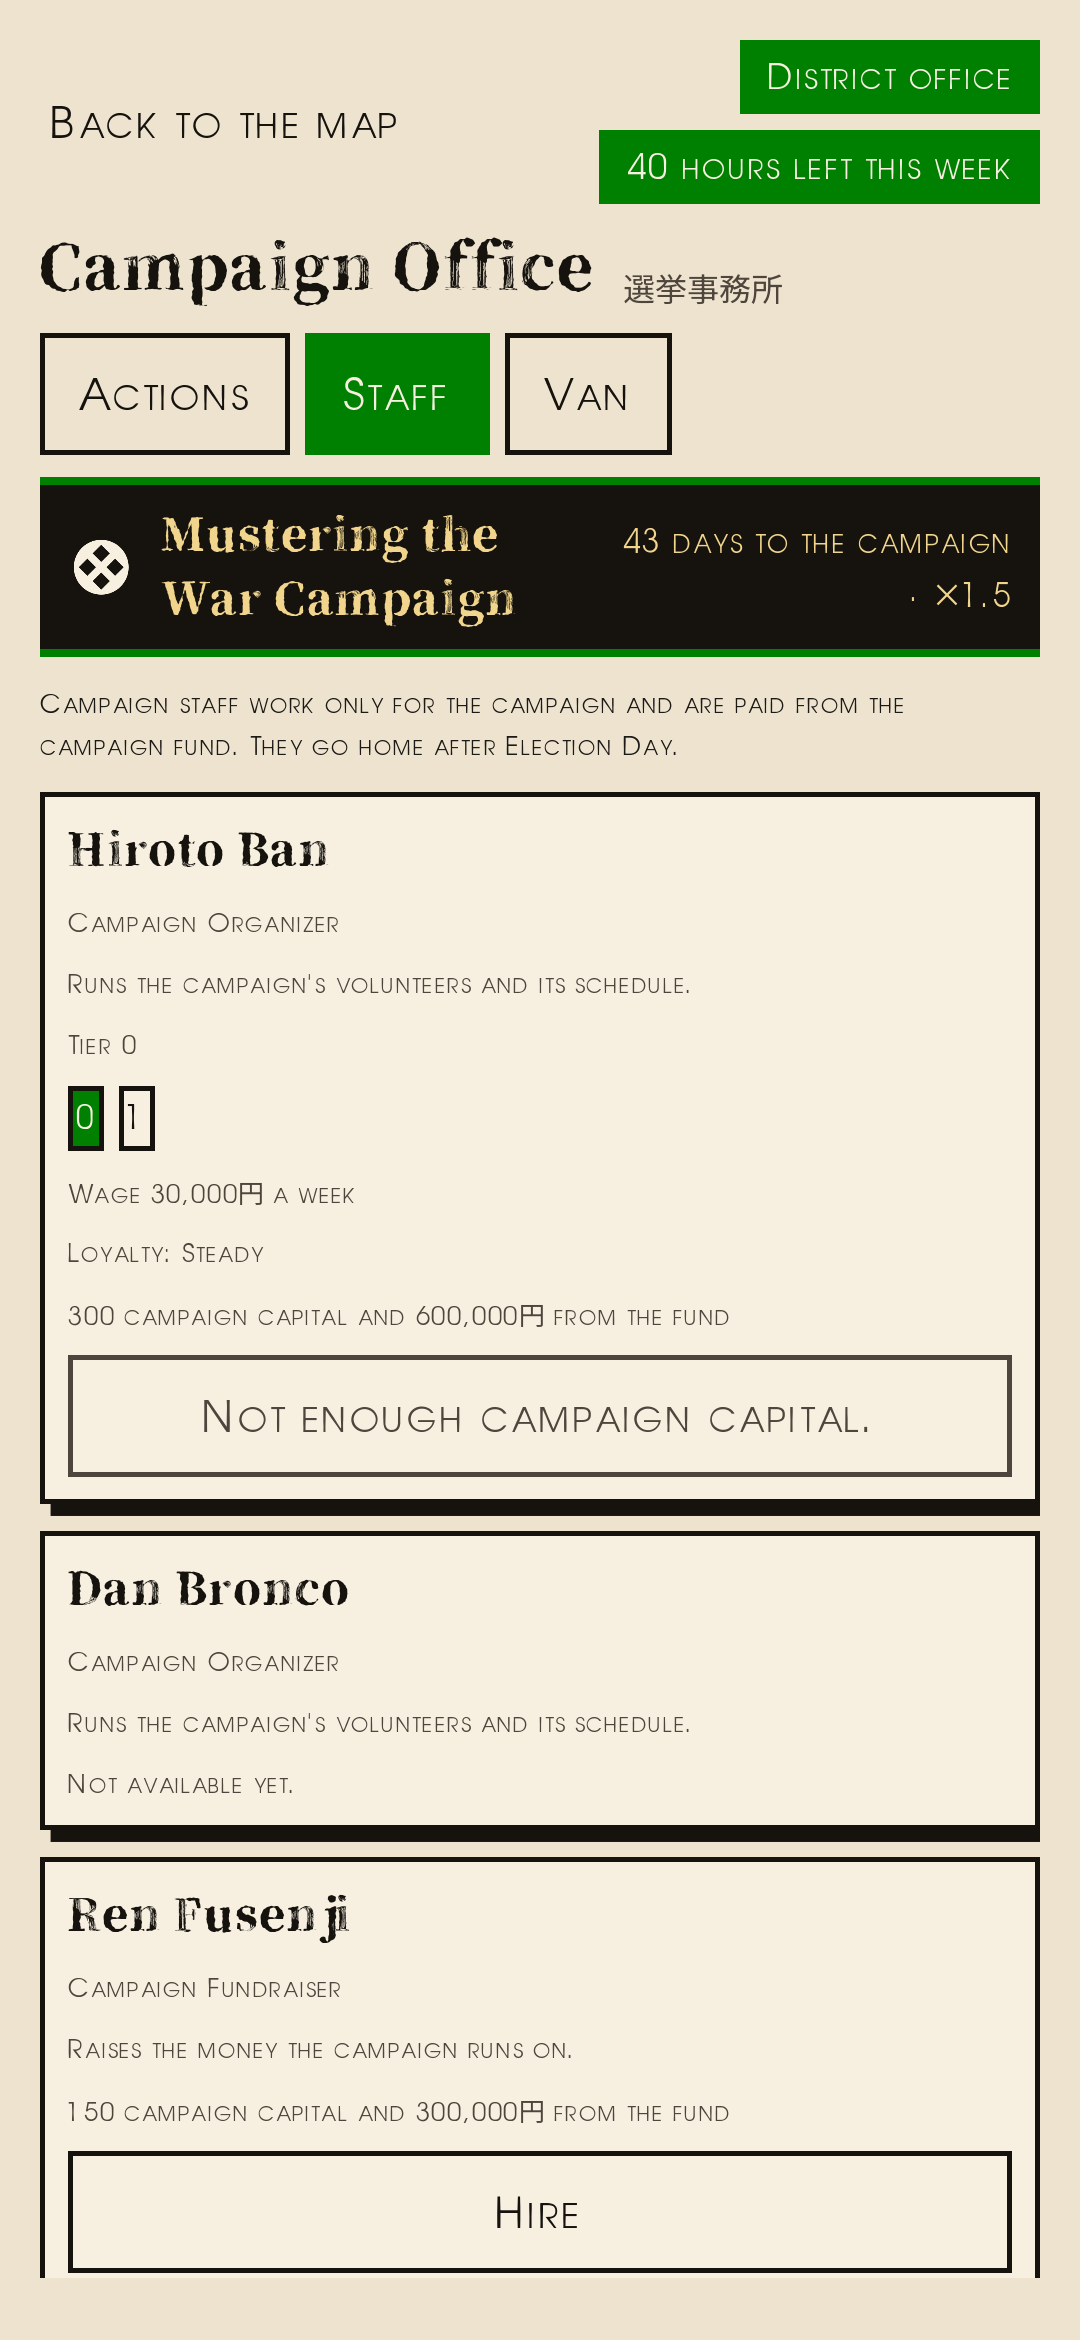 District office
Back to the map
40 hours left this week
Campaign Office 選挙事務所
Actions Staff Van
Mustering the
War Campaign
43 days to the campaign
· ×1.5
Campaign staff work only for the campaign and are paid from the
campaign fund. They go home after Election Day.
Hiroto Ban
Campaign Organizer
Runs the campaign's volunteers and its schedule.
Tier 0
0 1
Wage 30,000円 a week
Loyalty: Steady
300 campaign capital and 600,000円 from the fund
Not enough campaign capital.
Dan Bronco
Campaign Organizer
Runs the campaign's volunteers and its schedule.
Not available yet.
Ren Fusenji
Campaign Fundraiser
Raises the money the campaign runs on.
150 campaign capital and 300,000円 from the fund
Hire